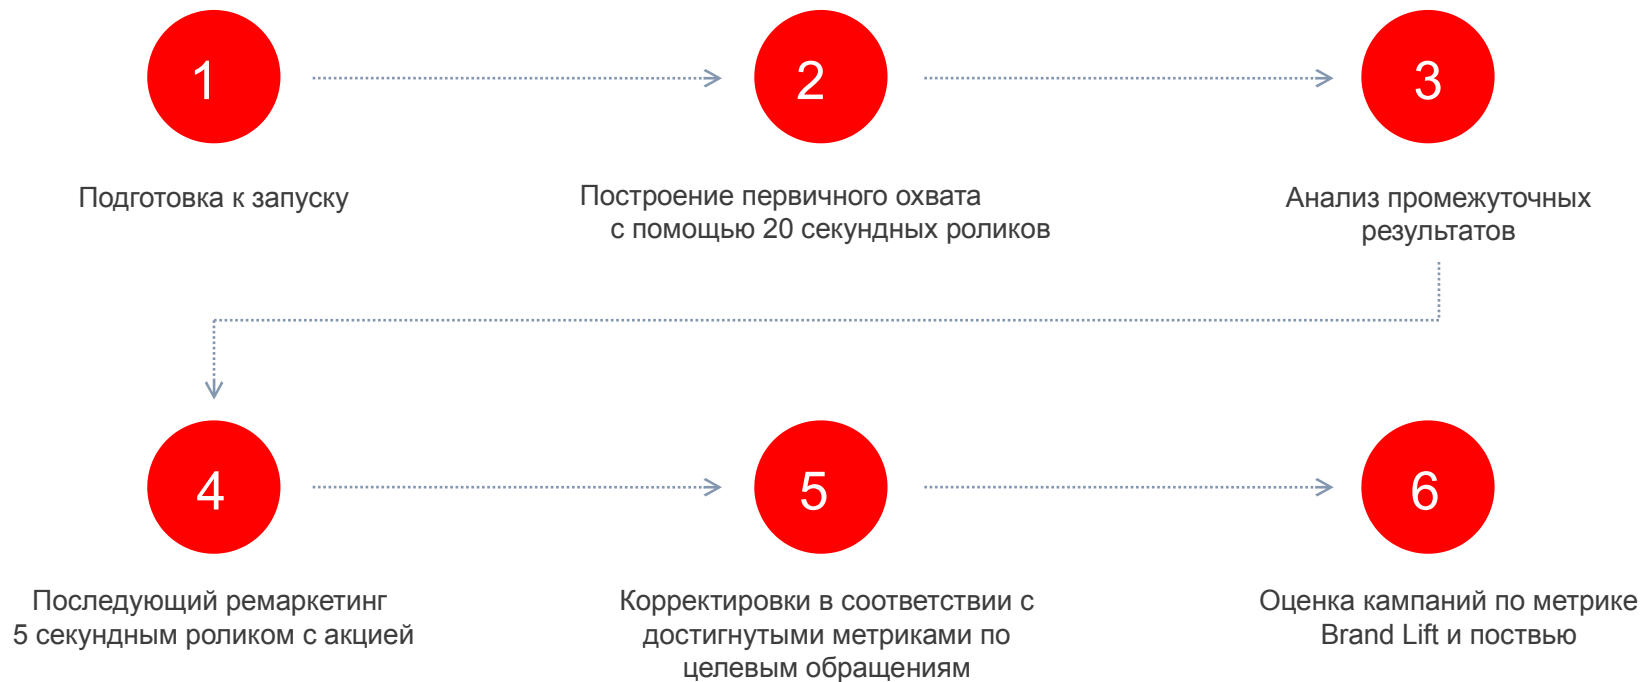 1
2
3
Подготовка к запуску
Построение первичного охвата
с помощью 20 секундных роликов
Анализ промежуточных
результатов
4
5
6
Последующий ремаркетинг
5 секундным роликом с акцией
Корректировки в соответствии с
достигнутыми метриками по
целевым обращениям
Оценка кампаний по метрике
Brand Lift и поствью